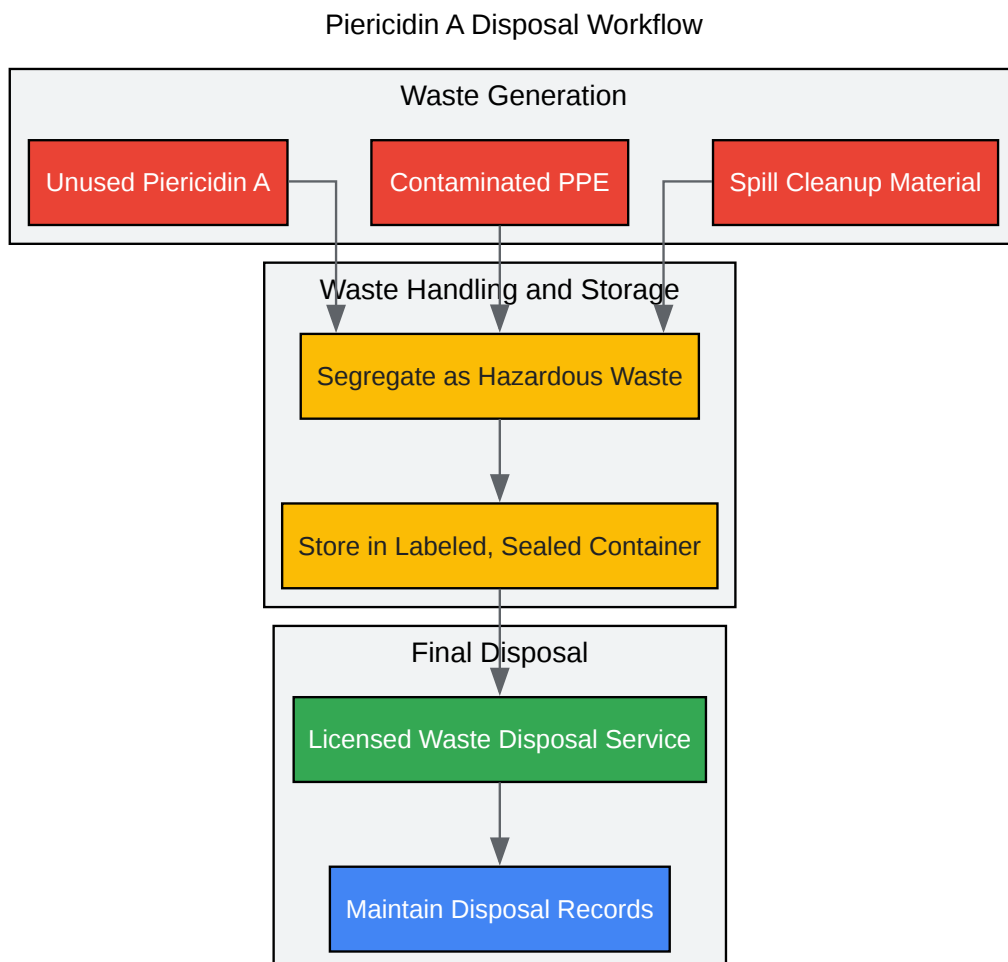 Piericidin A Disposal Workflow
Waste Generation
Unused Piericidin A
Contaminated PPE
Spill Cleanup Material
Waste Handling and Storage
Segregate as Hazardous Waste
Store in Labeled, Sealed Container
Final Disposal
Licensed Waste Disposal Service
Maintain Disposal Records